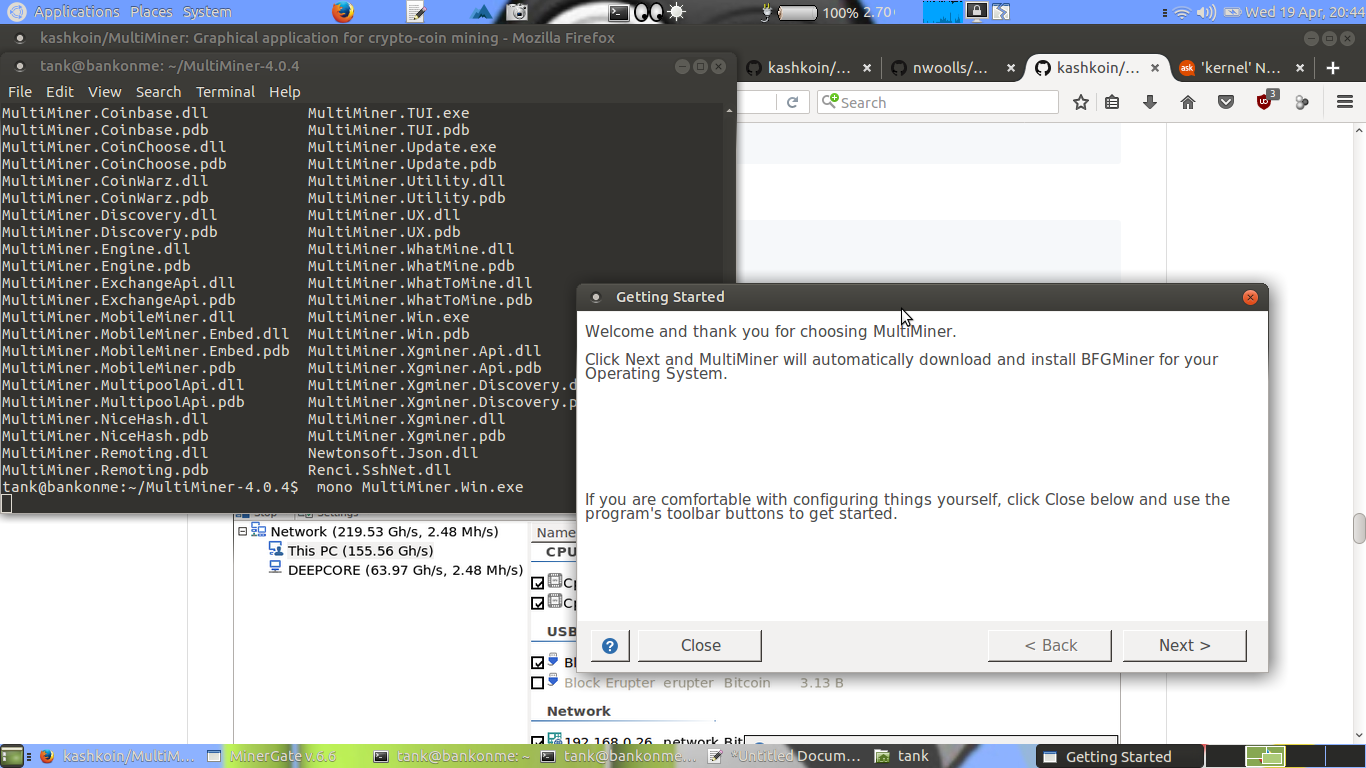 Applications Places System 100% 2.70 Wed 19 Apr, 20:44
kashkoin/MultiMiner: Graphical application for crypto-coin mining - Mozilla Firefox
tank@bankonme: ~/MultiMiner-4.0.4
kashkoin/... nwoolls/... kashkoin/... ask 'kernel' N...
File Edit View Search Terminal Help
Search 3
MultiMiner.Coinbase.dll MultiMiner.TUI.exe
MultiMiner.Coinbase.pdb MultiMiner.TUI.pdb
MultiMiner.CoinChoose.dll MultiMiner.Update.exe
MultiMiner.CoinChoose.pdb MultiMiner.Update.pdb
MultiMiner.CoinWarz.dll MultiMiner.Utility.dll
MultiMiner.CoinWarz.pdb MultiMiner.Utility.pdb
MultiMiner.Discovery.dll MultiMiner.UX.dll
MultiMiner.Discovery.pdb MultiMiner.UX.pdb
MultiMiner.Engine.dll MultiMiner.WhatMine.dll
MultiMiner.Engine.pdb MultiMiner.WhatMine.pdb
MultiMiner.ExchangeApi.dll MultiMiner.WhatToMine.dll
MultiMiner.ExchangeApi.pdb MultiMiner.WhatToMine.pdb
MultiMiner.MobileMiner.dll MultiMiner.Win.exe
MultiMiner.MobileMiner.Embed.dll MultiMiner.Win.pdb
MultiMiner.MobileMiner.Embed.pdb MultiMiner.Xgminer.Api.dll
MultiMiner.MobileMiner.pdb MultiMiner.Xgminer.Api.pdb
MultiMiner.MultipoolApi.dll MultiMiner.Xgminer.Discovery.d
MultiMiner.MultipoolApi.pdb MultiMiner.Xgminer.Discovery.p
MultiMiner.NiceHash.dll MultiMiner.Xgminer.dll
MultiMiner.NiceHash.pdb MultiMiner.Xgminer.pdb
MultiMiner.Remoting.dll Newtonsoft.Json.dll
MultiMiner.Remoting.pdb Renci.SshNet.dll
tank@bankonme:~/MultiMiner-4.0.4$ mono MultiMiner.Win.exe
Getting Started
Welcome and thank you for choosing MultiMiner.
Click Next and MultiMiner will automatically download and install BFGMiner for your
Operating System.
If you are comfortable with configuring things yourself, click Close below and use the
program's toolbar buttons to get started.
? Close < Back Next >
Network (219.53 Gh/s, 2.48 Mh/s)
This PC (155.56 Gh/s)
DEEPCORE (63.97 Gh/s, 2.48 Mh/s)
Name
CPU
USB
Block Erupter erupter Bitcoin 3.13 B
Network
192.168.0.26 network Bit
kashkoin/MultiM... MinerGate v.6.6 tank@bankonme: ~ tank@bankonme:... *Untitled Docum... tank Getting Started